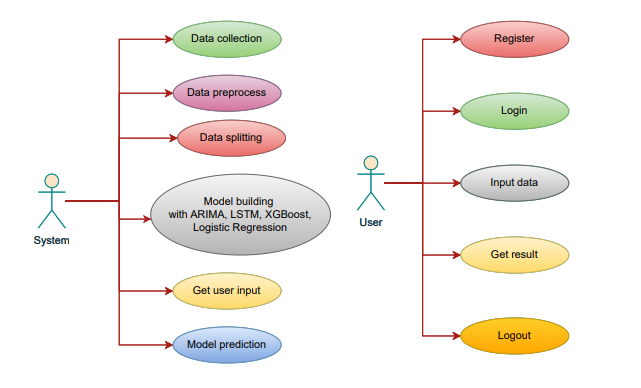 Data collection
Data preprocess
Data splitting
Model building
with ARIMA, LSTM, XGBoost,
Logistic Regression
System
Get user input
Model prediction
Register
Login
Input data
User
Get result
Logout